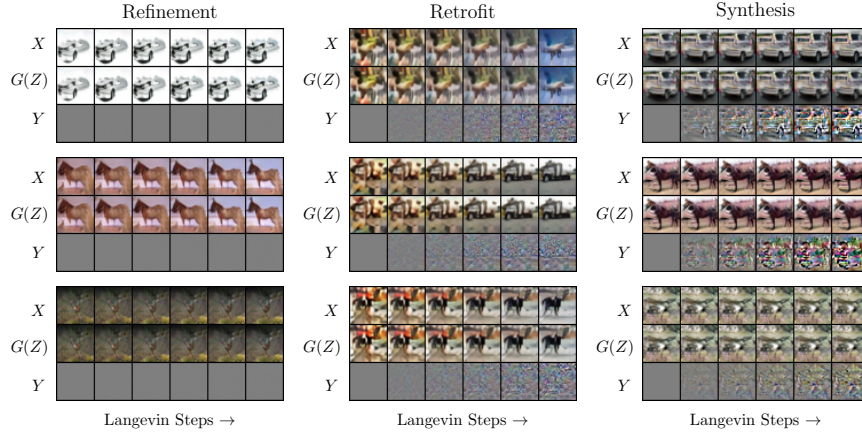 Refinement Retrofit Synthesis
X X X
G(Z) G(Z) G(Z)
Y Y Y
X X X
G(Z) G(Z) G(Z)
Y Y Y
X X X
G(Z) G(Z) G(Z)
Y Y Y
Langevin Steps → Langevin Steps → Langevin Steps →